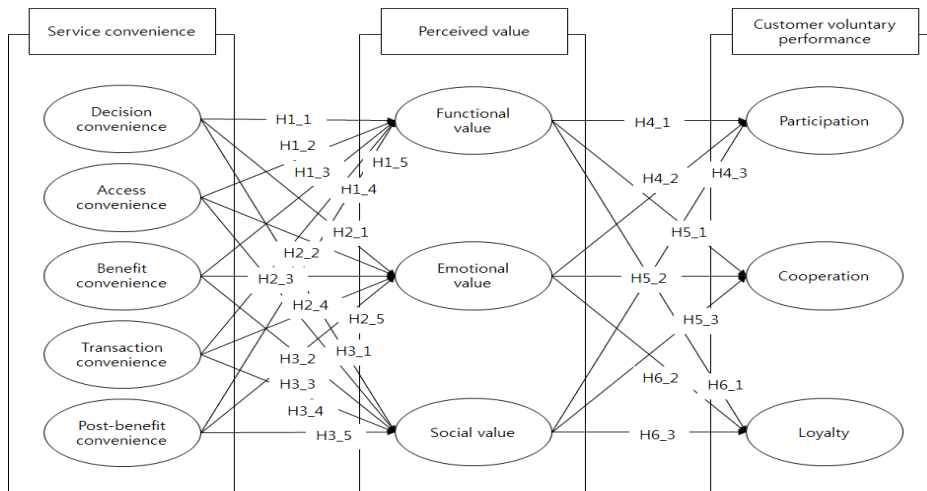 Service convenience
Perceived value
Customer voluntary
performance
Decision
convenience
Access
convenience
Benefit
convenience
Transaction
convenience
Post-benefit
convenience
H1_1
H1_2
H1_3
H1_4
H1_5
H2_1
H2_2
H2_3
H2_4
H2_5
H3_1
H3_2
H3_3
H3_4
H3_5
Functional
value
Emotional
value
Social value
H4_1
H4_2
H4_3
H5_1
H5_2
H5_3
H6_1
H6_2
H6_3
Participation
Cooperation
Loyalty